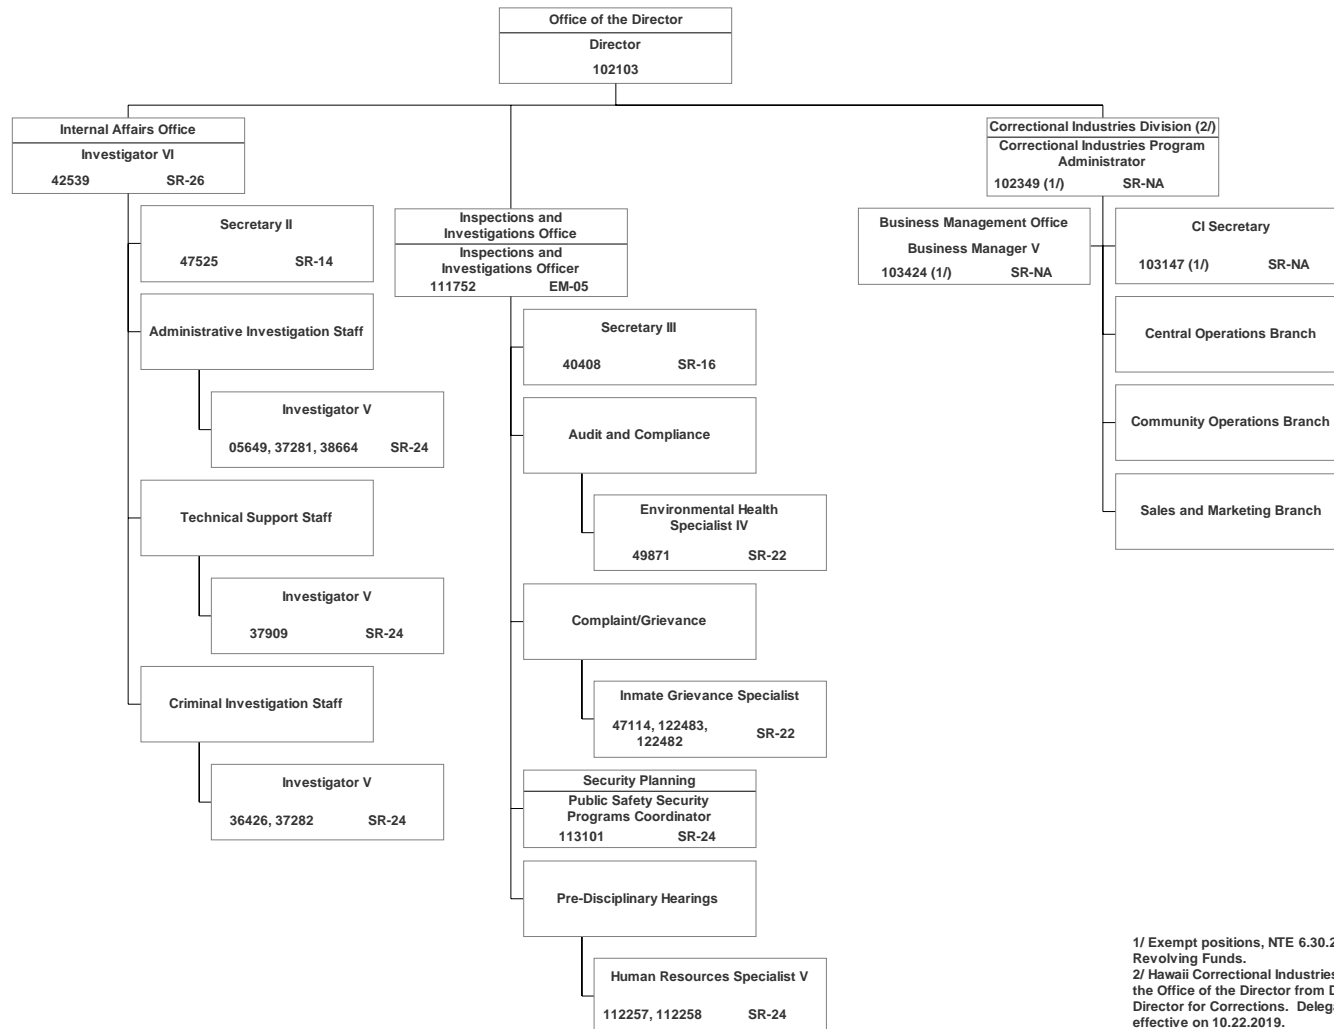 Office of the Director
Director
102103
Internal Affairs Office
Investigator VI
42539 SR-26
Secretary II
47525 SR-14
Administrative Investigation Staff
Investigator V
05649, 37281, 38664 SR-24
Technical Support Staff
Investigator V
37909 SR-24
Criminal Investigation Staff
Investigator V
36426, 37282 SR-24
Inspections and
Investigations Office
Inspections and
Investigations Officer
111752 EM-05
Secretary III
40408 SR-16
Audit and Compliance
Environmental Health
Specialist IV
49871 SR-22
Complaint/Grievance
Inmate Grievance Specialist
47114, 122483,
122482 SR-22
Security Planning
Public Safety Security
Programs Coordinator
113101 SR-24
Pre-Disciplinary Hearings
Human Resources Specialist V
112257, 112258 SR-24
Correctional Industries Division (2/)
Correctional Industries Program
Administrator
102349 (1/) SR-NA
Business Management Office
Business Manager V
103424 (1/) SR-NA
CI Secretary
103147 (1/) SR-NA
Central Operations Branch
Community Operations Branch
Sales and Marketing Branch
1/ Exempt positions, NTE 6.30.2
Revolving Funds.
2/ Hawaii Correctional Industries
the Office of the Director from D
Director for Corrections. Delega
effective on 10.22.2019.